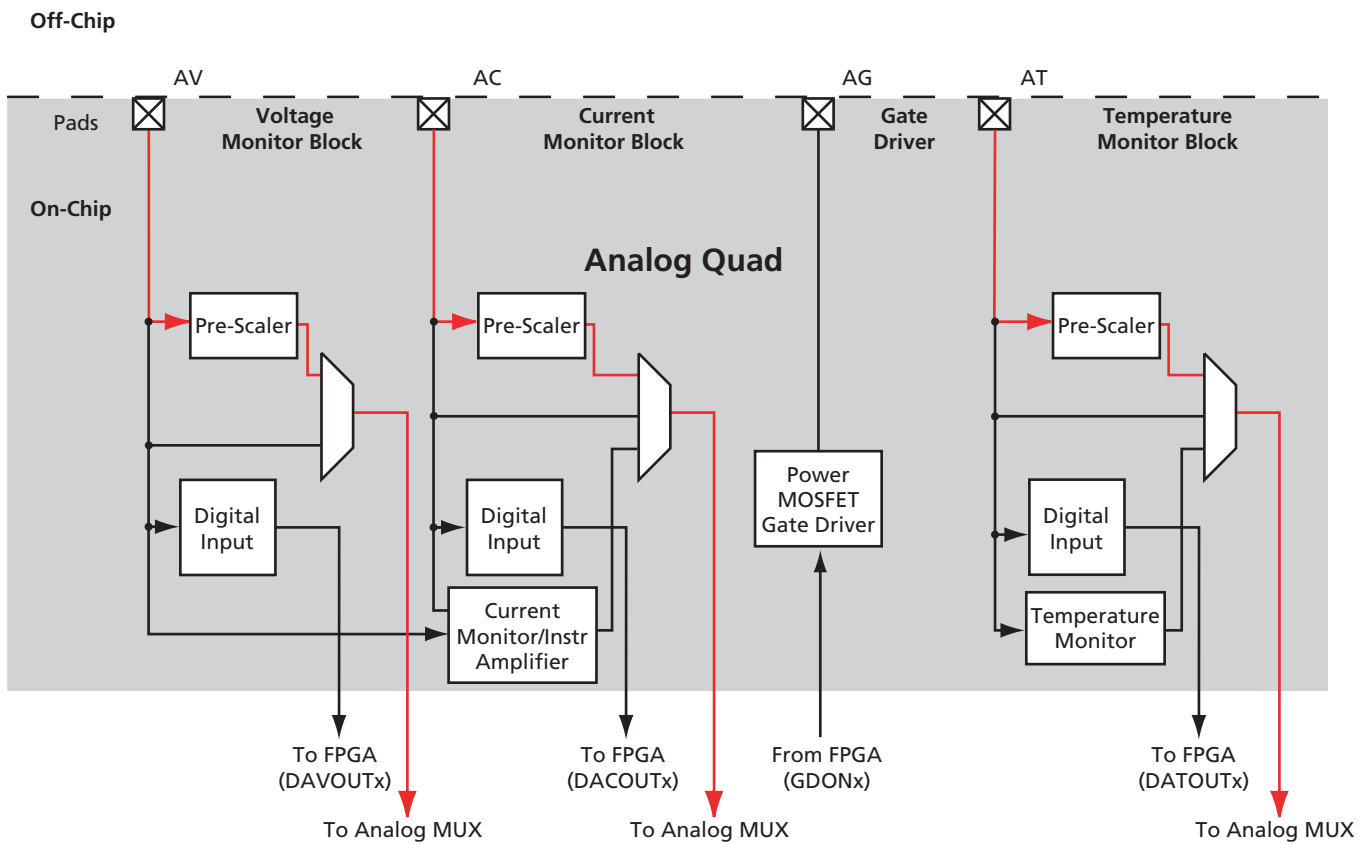 Off-Chip
AV
AC
AG
AT
Pads
Voltage
Monitor Block
Current
Monitor Block
Gate
Driver
Temperature
Monitor Block
On-Chip
Analog Quad
Pre-Scaler
Pre-Scaler
Pre-Scaler
Power
MOSFET
Gate Driver
Digital
Input
Digital
Input
Digital
Input
Current
Monitor/Instr
Amplifier
Temperature
Monitor
To FPGA
(DAVOUTx)
To FPGA
(DACOUTx)
From FPGA
(GDONx)
To FPGA
(DATOUTx)
To Analog MUX
To Analog MUX
To Analog MUX